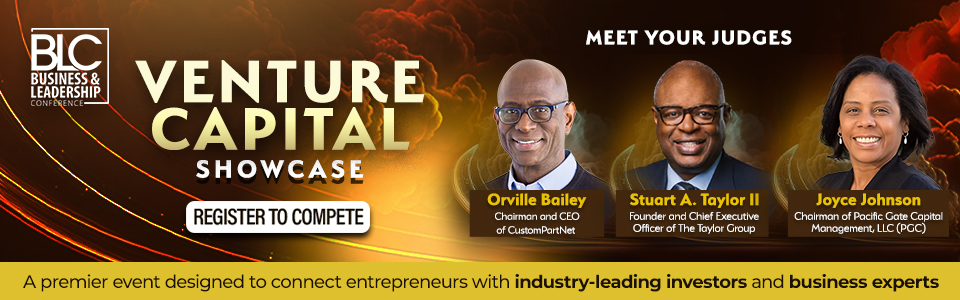 BLC
BUSINESS &
LEADERSHIP
CONFERENCE
VENTURE
CAPITAL
SHOWCASE
REGISTER TO COMPETE
MEET YOUR JUDGES
Orville Bailey
Chairman and CEO
of CustomPartNet
Stuart A. Taylor II
Founder and Chief Executive
Officer of The Taylor Group
Joyce Johnson
Chairman of Pacific Gate Capital
Management, LLC (PGC)
A premier event designed to connect entrepreneurs with industry-leading investors and business experts